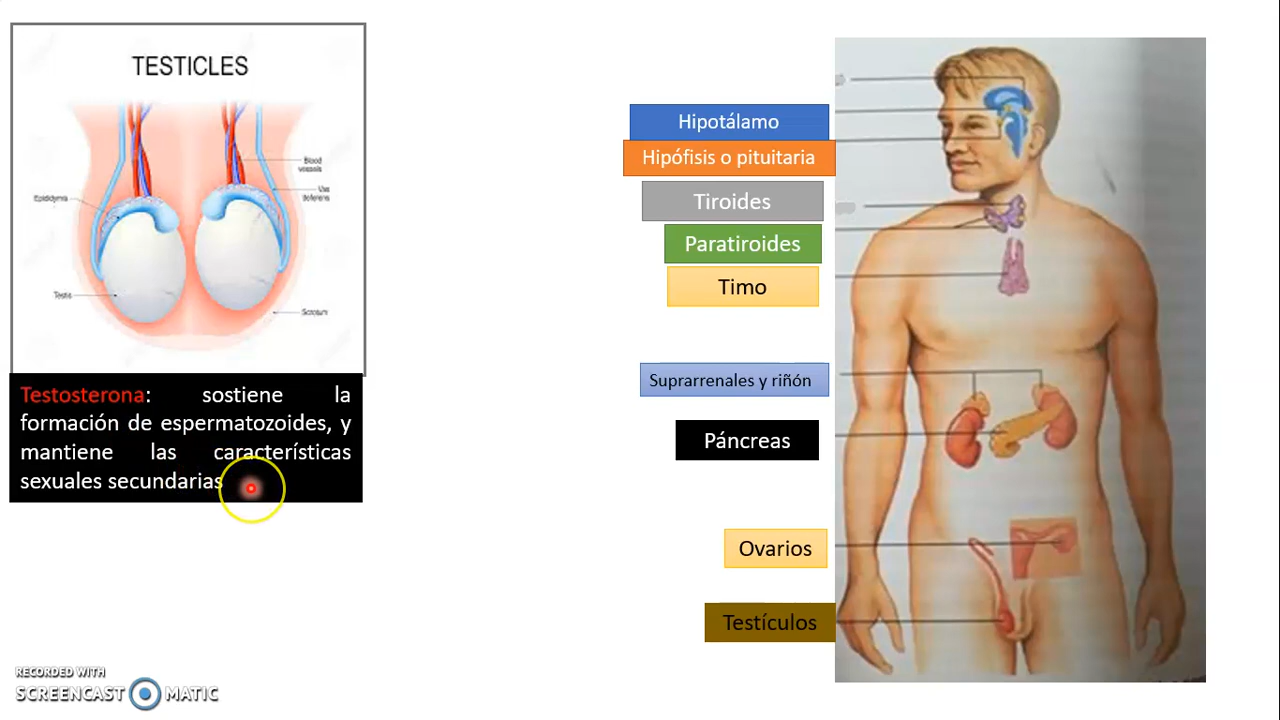 TESTICLES
Blood
vessels
Vas
deferens
Epididymis
Testis
Scrotum
Testosterona: sostiene la
formación de espermatozoides, y
mantiene las características
sexuales secundarias
Hipotálamo
Hipófisis o pituitaria
Tiroides
Paratiroides
Timo
Suprarrenales y riñón
Páncreas
Ovarios
Testículos
RECORDED WITH
SCREENCAST MATIC